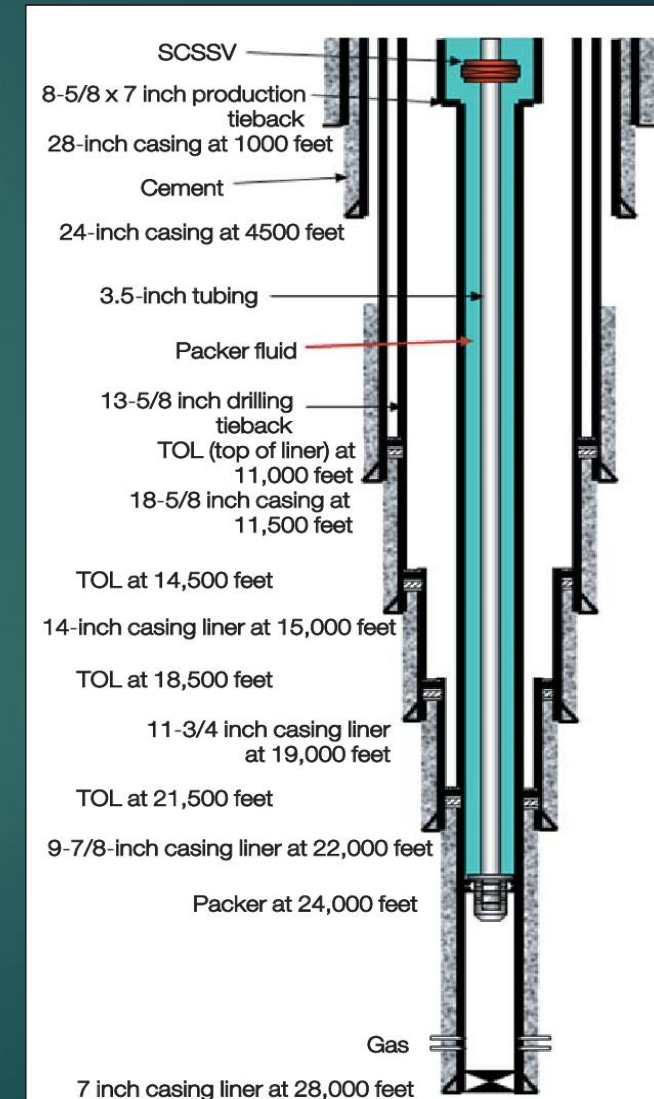 SCSSV
8-5/8 x 7 inch production
tieback
28-inch casing at 1000 feet
Cement
24-inch casing at 4500 feet
3.5-inch tubing
Packer fluid
13-5/8 inch drilling
tieback
TOL (top of liner) at
11,000 feet
18-5/8 inch casing at
11,500 feet
TOL at 14,500 feet
14-inch casing liner at 15,000 feet
TOL at 18,500 feet
11-3/4 inch casing liner
at 19,000 feet
TOL at 21,500 feet
9-7/8-inch casing liner at 22,000 feet
Packer at 24,000 feet
Gas
7 inch casing liner at 28,000 feet